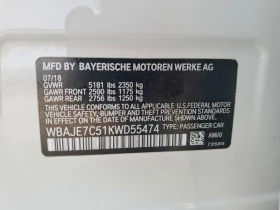 MFD. BY BAYERISCHE MOTOREN WERKE AG
07/18
GVWR 5181 lbs 2350 kg
GAWR FRONT 2590 lbs 1175 kg
GAWR REAR 2756 lbs 1250 kg
This vehicle conforms to all applicable Federal Motor
Vehicle Safety, Bumper and Theft Prevention Standards
in effect on the date of manufacture shown above.
WBAJE7C51KWD55474
TYPE: PASSENGER CAR